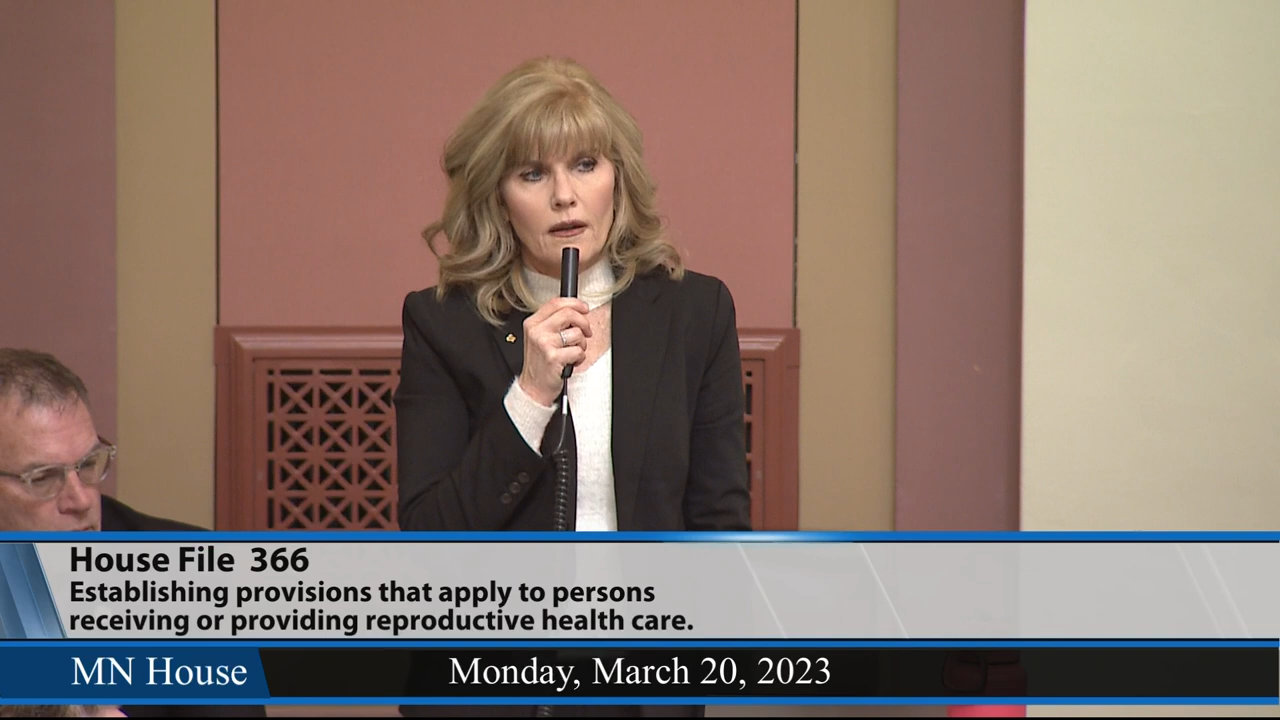 House File 366
Establishing provisions that apply to persons
receiving or providing reproductive health care.
MN House
Monday, March 20, 2023